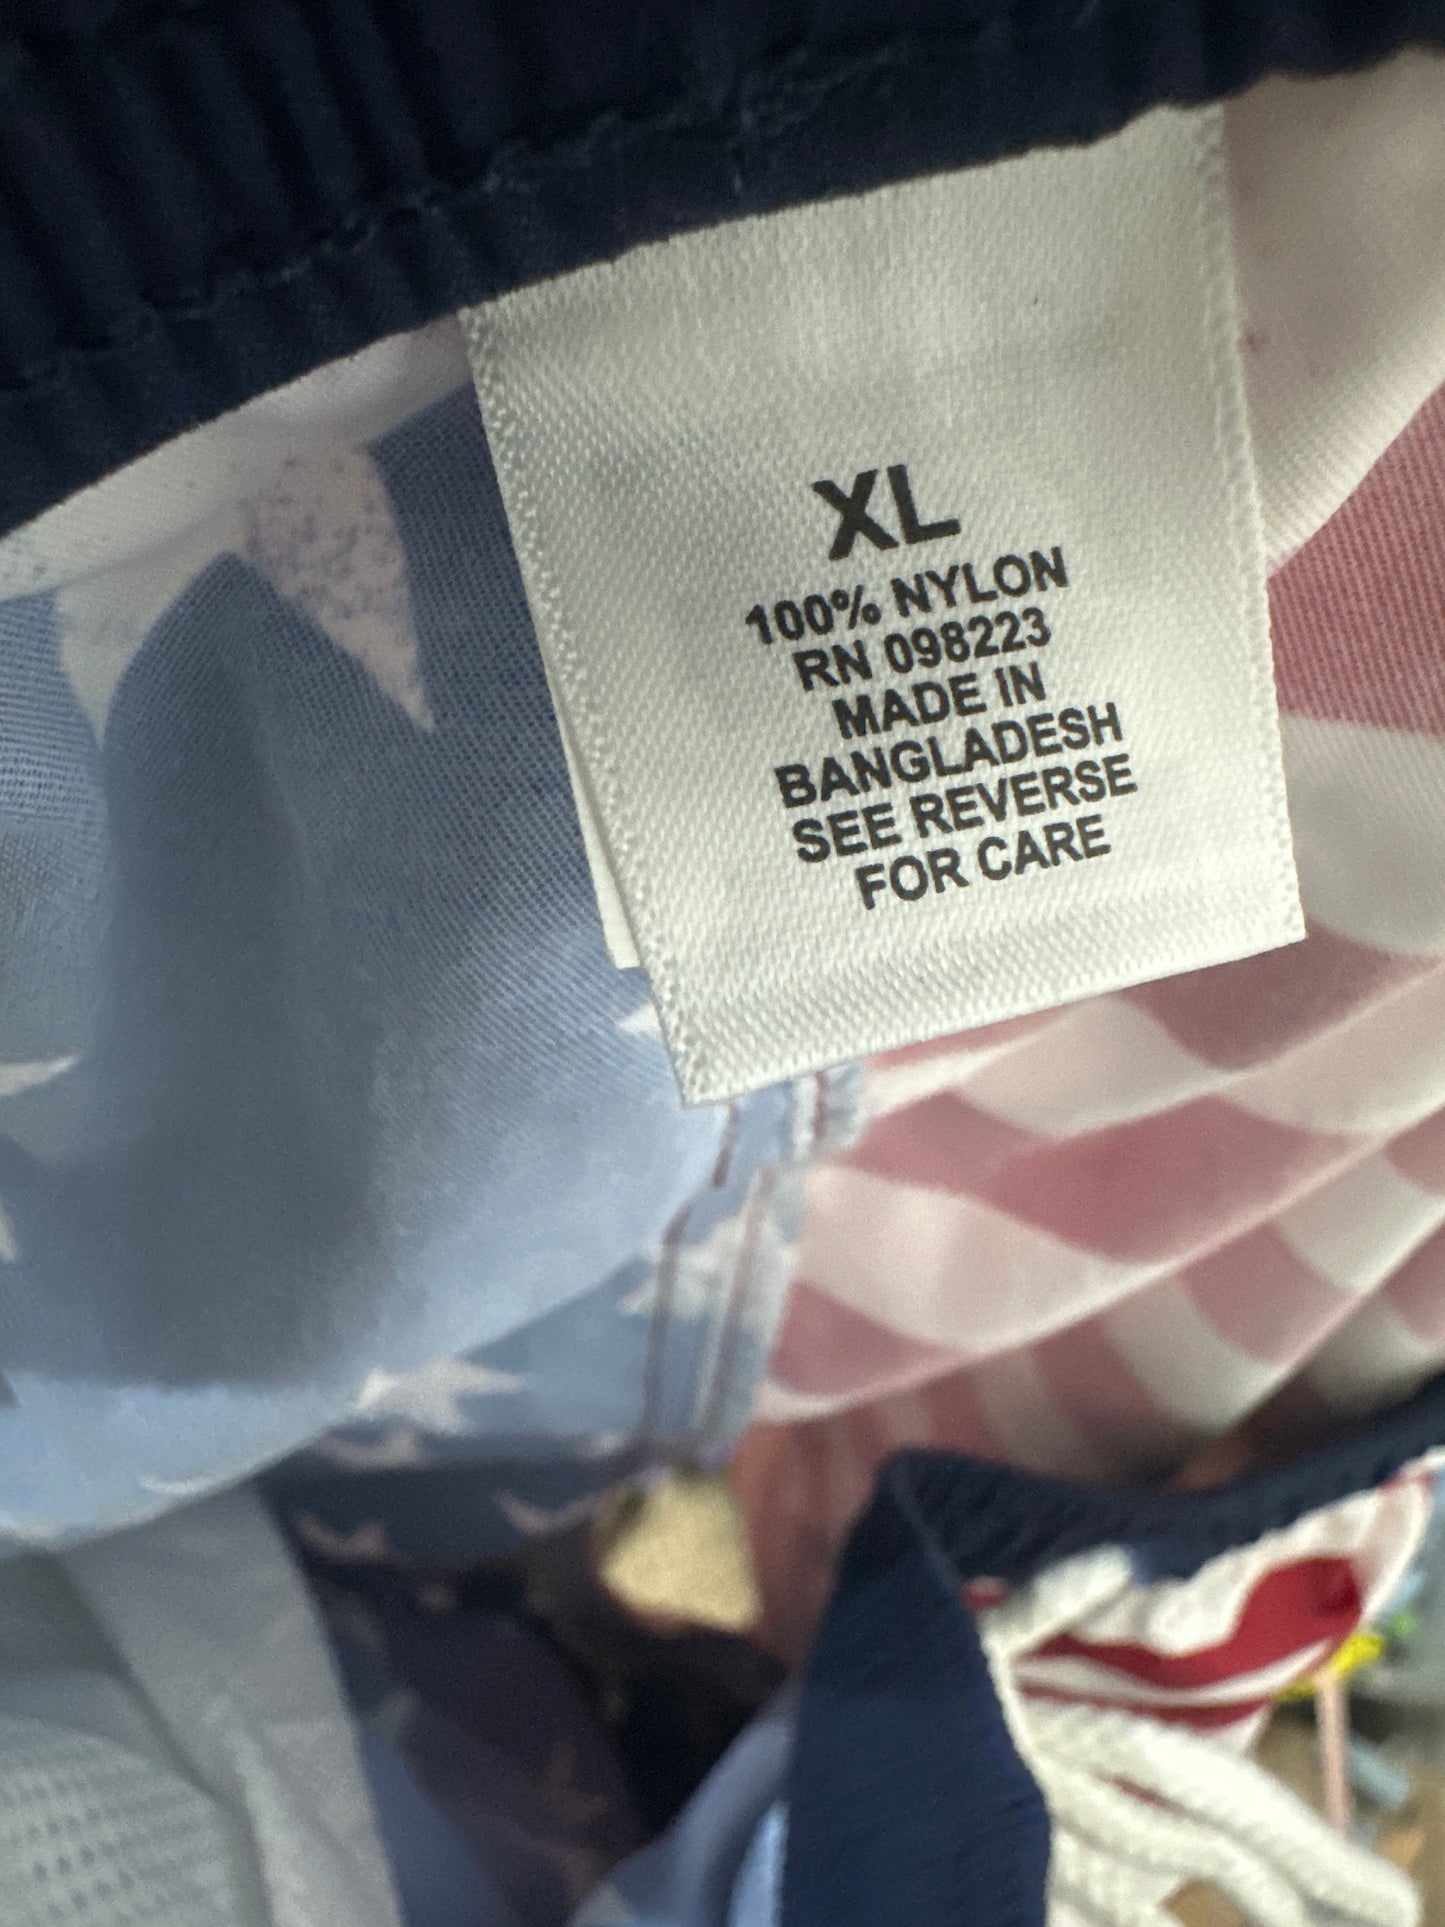 XL
100% NYLON
RN 098223
MADE IN
BANGLADESH
SEE REVERSE
FOR CARE